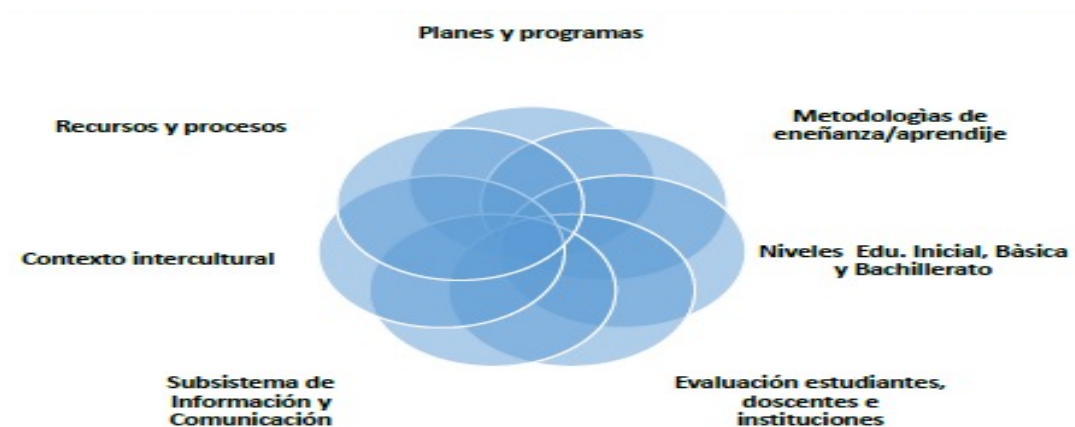 Planes y programas
Metodologìas de
eneñanza/aprendije
Niveles Edu. Inicial, Bàsica
y Bachillerato
Evaluación estudiantes,
doscentes e
instituciones
Subsistema de
Información y
Comunicación
Contexto intercultural
Recursos y procesos